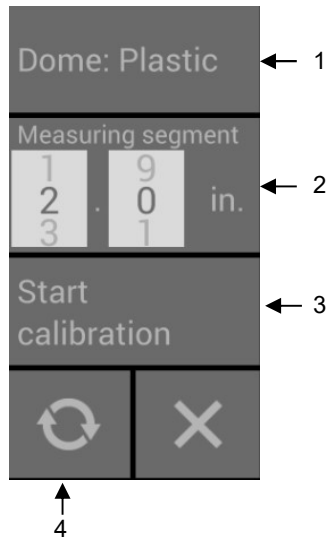 Dome: Plastic 1
Measuring segment
1 9
2 . 0 in. 2
3 1
Start 3
calibration
4